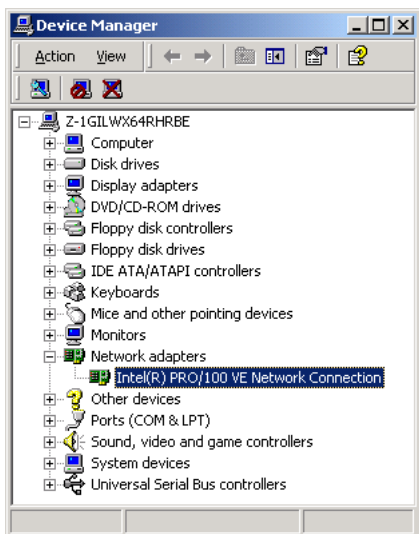 Device Manager
Action View
Z-1GILWX64RHRBE
Computer
Disk drives
Display adapters
DVD/CD-ROM drives
Floppy disk controllers
Floppy disk drives
IDE ATA/ATAPI controllers
Keyboards
Mice and other pointing devices
Monitors
Network adapters
Intel(R) PRO/100 VE Network Connection
Other devices
Ports (COM & LPT)
Sound, video and game controllers
System devices
Universal Serial Bus controllers